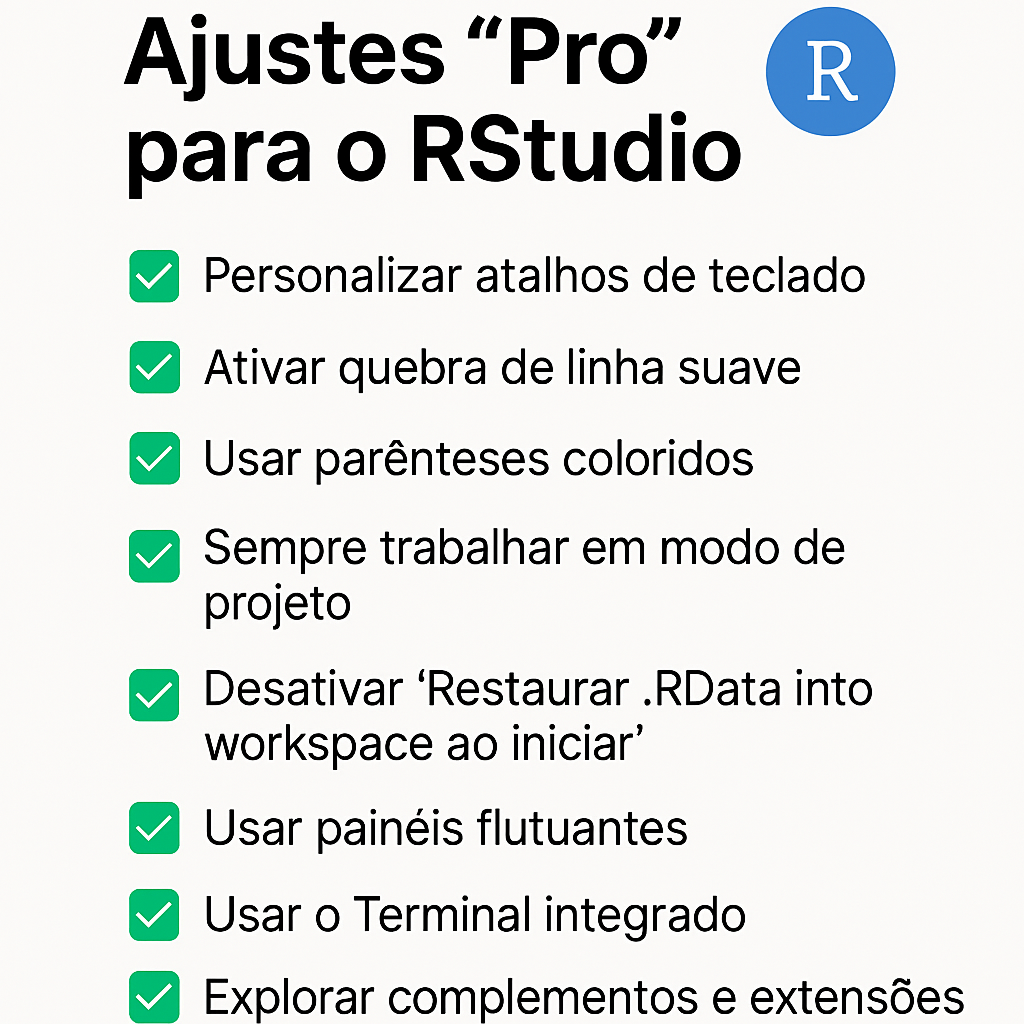 Ajustes “Pro”
para o RStudio
R
Personalizar atalhos de teclado
Ativar quebra de linha suave
Usar parênteses coloridos
Sempre trabalhar em modo de
projeto
Desativar ‘Restaurar .RData into
workspace ao iniciar’
Usar painéis flutuantes
Usar o Terminal integrado
Explorar complementos e extensões